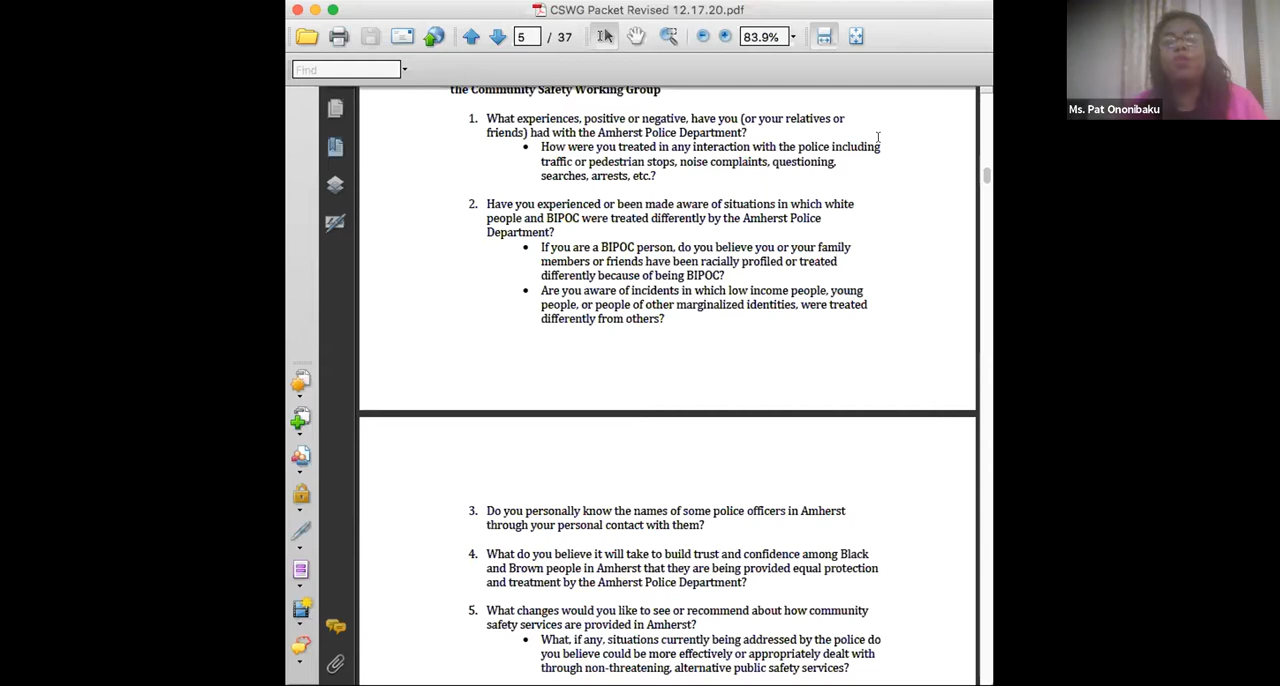 CSWG Packet Revised 12.17.20.pdf
5 / 37
83.9%
Find
Ms. Pat Ononibaku
the Community Safety Working Group
1. What experiences, positive or negative, have you (or your relatives or
friends) had with the Amherst Police Department?
• How were you treated in any interaction with the police including
traffic or pedestrian stops, noise complaints, questioning,
searches, arrests, etc.?
2. Have you experienced or been made aware of situations in which white
people and BIPOC were treated differently by the Amherst Police
Department?
• If you are a BIPOC person, do you believe you or your family
members or friends have been racially profiled or treated
differently because of being BIPOC?
• Are you aware of incidents in which low income people, young
people, or people of other marginalized identities, were treated
differently from others?
3. Do you personally know the names of some police officers in Amherst
through your personal contact with them?
4. What do you believe it will take to build trust and confidence among Black
and Brown people in Amherst that they are being provided equal protection
and treatment by the Amherst Police Department?
5. What changes would you like to see or recommend about how community
safety services are provided in Amherst?
• What, if any, situations currently being addressed by the police do
you believe could be more effectively or appropriately dealt with
through non-threatening, alternative public safety services?